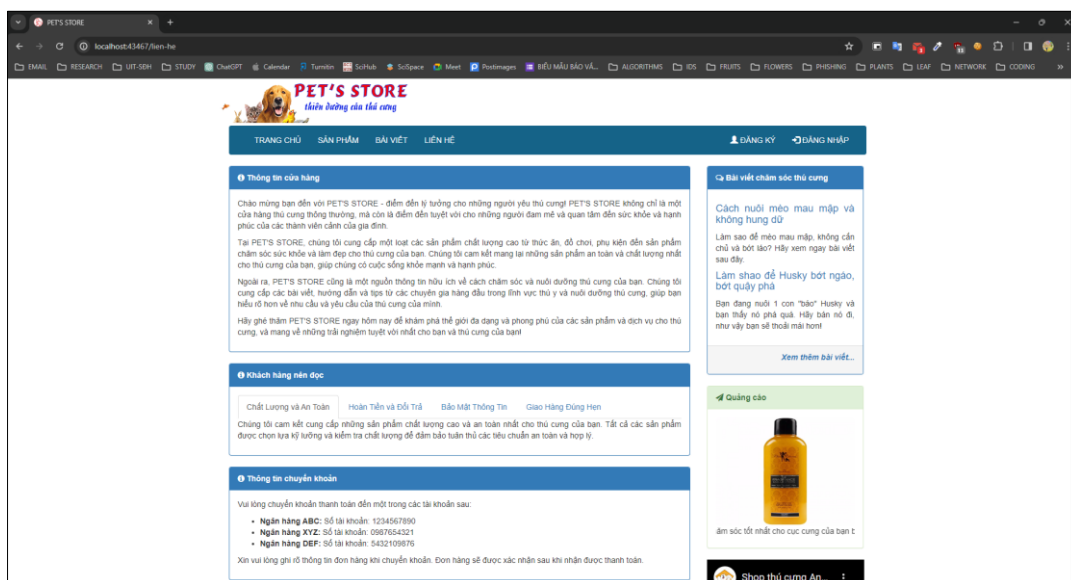 PET'S STORE
localhost:43467/lien-he
EMAIL RESEARCH UIT-SĐH STUDY ChatGPT Calendar Turnitin SciHub SciSpace Meet Postimages BIỂU MẪU BÁO VẤ... ALGORITHMS IDS FRUITS FLOWERS PHISHING PLANTS LEAF NETWORK CODING
PET'S STORE
thiên đường của thú cưng
TRANG CHỦ SẢN PHẨM BÀI VIẾT LIÊN HỆ ĐĂNG KÝ ĐĂNG NHẬP
Thông tin cửa hàng
Chào mừng bạn đến với PET'S STORE - điểm đến lý tưởng cho những người yêu thú cưng! PET'S STORE không chỉ là một
cửa hàng thú cưng thông thường, mà còn là điểm đến tuyệt vời cho những người đam mê và quan tâm đến sức khỏe và hạnh
phúc của các thành viên cảnh của gia đình.
Tại PET'S STORE, chúng tôi cung cấp một loạt các sản phẩm chất lượng cao từ thức ăn, đồ chơi, phụ kiện đến sản phẩm
chăm sóc sức khỏe và làm đẹp cho thú cưng của bạn. Chúng tôi cam kết mang lại những sản phẩm an toàn và chất lượng nhất
cho thú cưng của bạn, giúp chúng có cuộc sống khỏe mạnh và hạnh phúc.
Ngoài ra, PET'S STORE cũng là một nguồn thông tin hữu ích về cách chăm sóc và nuôi dưỡng thú cưng của bạn. Chúng tôi
cung cấp các bài viết, hướng dẫn và tips từ các chuyên gia hàng đầu trong lĩnh vực thú y và nuôi dưỡng thú cưng, giúp bạn
hiểu rõ hơn về nhu cầu và yêu cầu của thú cưng của mình.
Hãy ghé thăm PET'S STORE ngay hôm nay để khám phá thế giới đa dạng và phong phú của các sản phẩm và dịch vụ cho thú
cưng, và mang về những trải nghiệm tuyệt vời nhất cho bạn và thú cưng của bạn!
Khách hàng nên đọc
Chất Lượng và An Toàn Hoàn Tiền và Đổi Trả Bảo Mật Thông Tin Giao Hàng Đúng Hẹn
Chúng tôi cam kết cung cấp những sản phẩm chất lượng cao và an toàn nhất cho thú cưng của bạn. Tất cả các sản phẩm
được chọn lựa kỹ lưỡng và kiểm tra chất lượng để đảm bảo tuân thủ các tiêu chuẩn an toàn và hợp lý.
Thông tin chuyển khoản
Vui lòng chuyển khoản thanh toán đến một trong các tài khoản sau:
Ngân hàng ABC: Số tài khoản: 1234567890
Ngân hàng XYZ: Số tài khoản: 0987654321
Ngân hàng DEF: Số tài khoản: 5432109876
Xin vui lòng ghi rõ thông tin đơn hàng khi chuyển khoản. Đơn hàng sẽ được xác nhận sau khi nhận được thanh toán.
Bài viết chăm sóc thú cưng
Cách nuôi mèo mau mập và
không hung dữ
Làm sao để mèo mau mập, không cắn
chủ và bớt láo? Hãy xem ngay bài viết
sau đây.
Làm shao để Husky bớt ngáo,
bớt quậy phá
Bạn đang nuôi 1 con "báo" Husky và
bạn thấy nó phá quá. Hãy bán nó đi,
như vậy bạn sẽ thoải mái hơn!
Xem thêm bài viết...
Quảng cáo
ăm sóc tốt nhất cho cục cưng của bạn t
Shop thú cưng An...